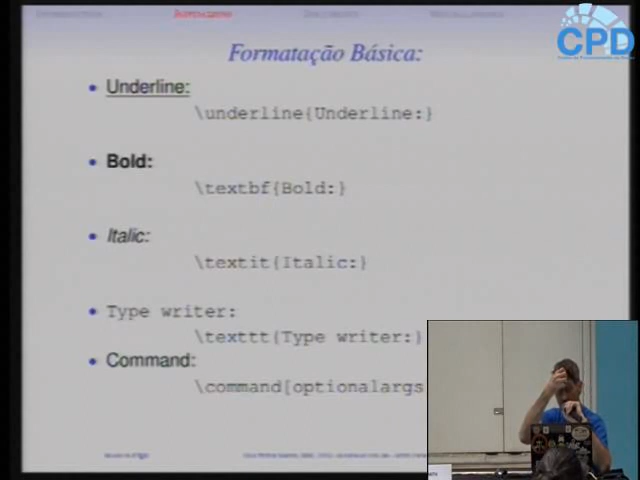 CPD
Formatação Básica:
• Underline:
\underline{Underline:}
• Bold:
\textbf{Bold:}
• Italic:
\textit{Italic:}
• Type writer:
\texttt{Type writer:}
• Command:
\command[optionalargs